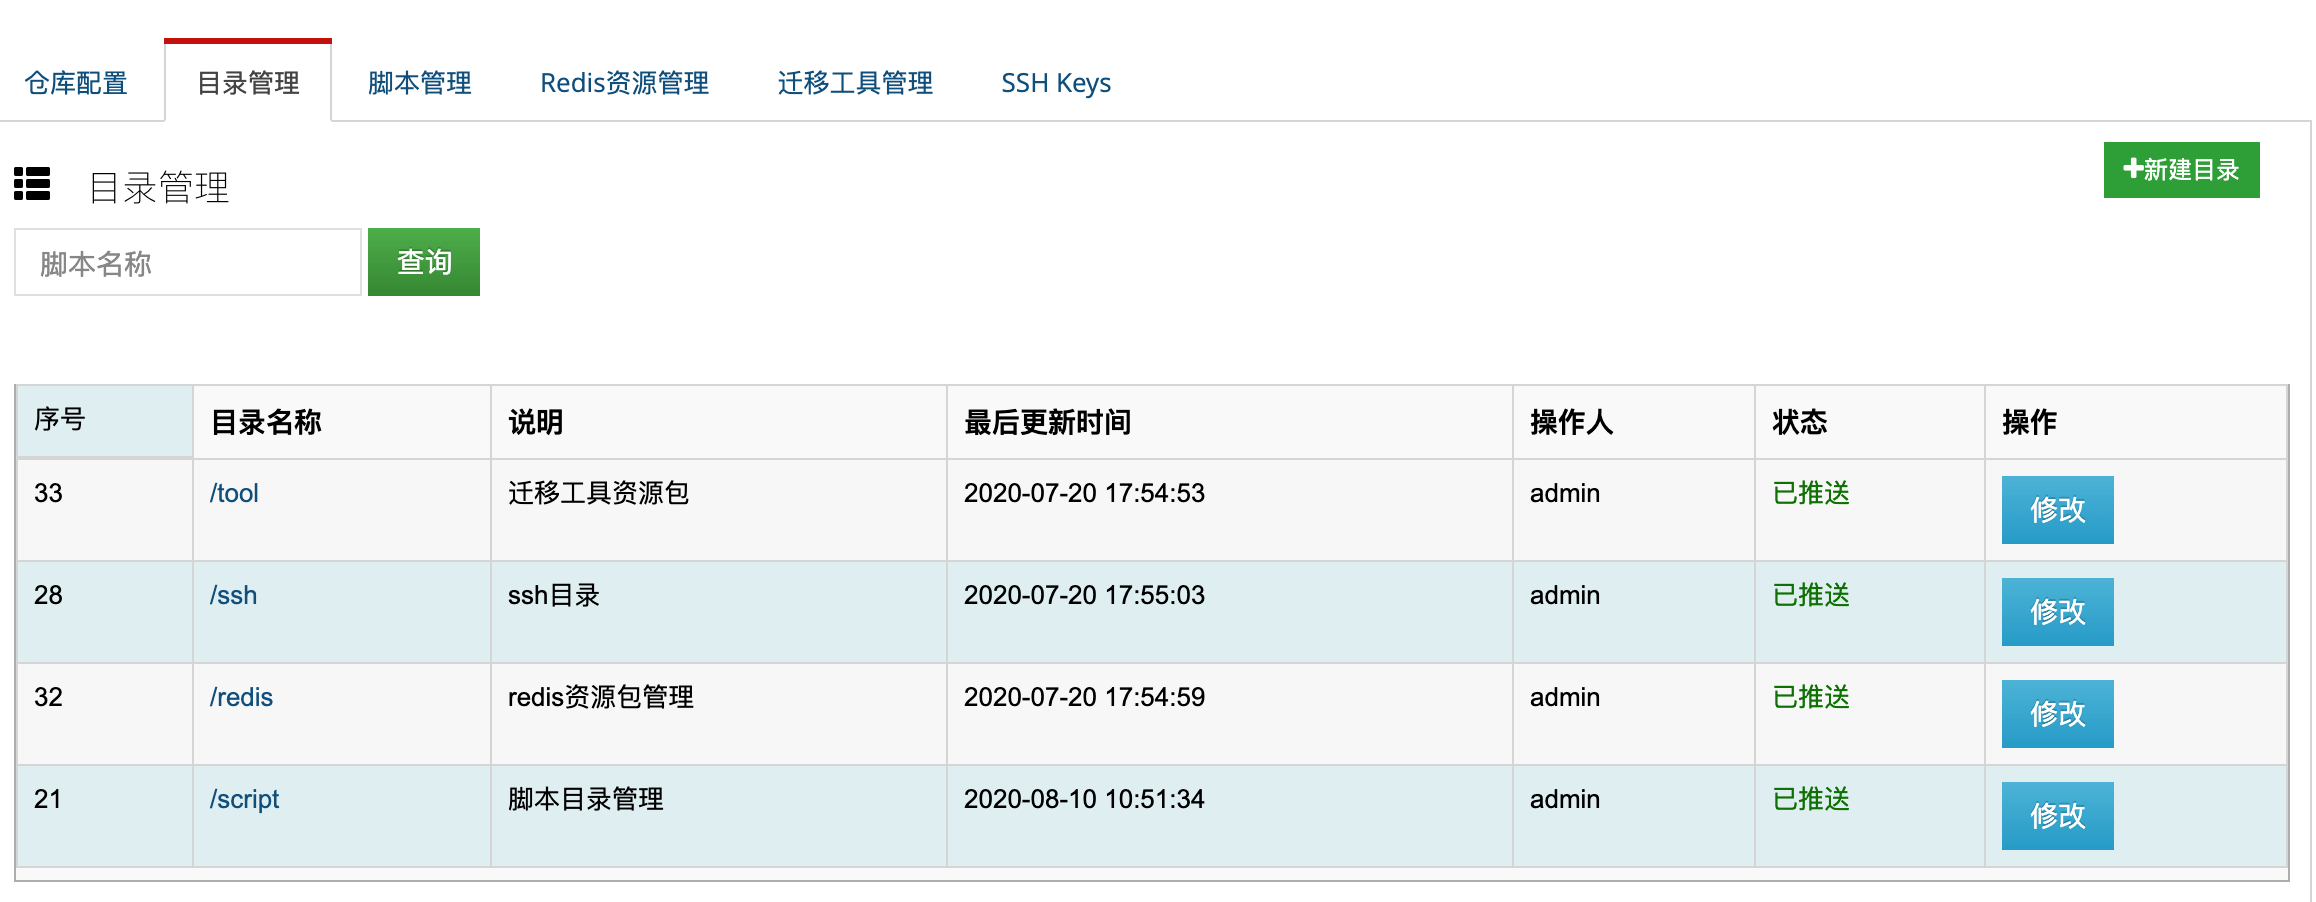 仓库配置 目录管理 脚本管理 Redis资源管理 迁移工具管理 SSH Keys
目录管理 新建目录
脚本名称 查询
序号 目录名称 说明 最后更新时间 操作人 状态 操作
33 /tool 迁移工具资源包 2020-07-20 17:54:53 admin 已推送 修改
28 /ssh ssh目录 2020-07-20 17:55:03 admin 已推送 修改
32 /redis redis资源包管理 2020-07-20 17:54:59 admin 已推送 修改
21 /script 脚本目录管理 2020-08-10 10:51:34 admin 已推送 修改